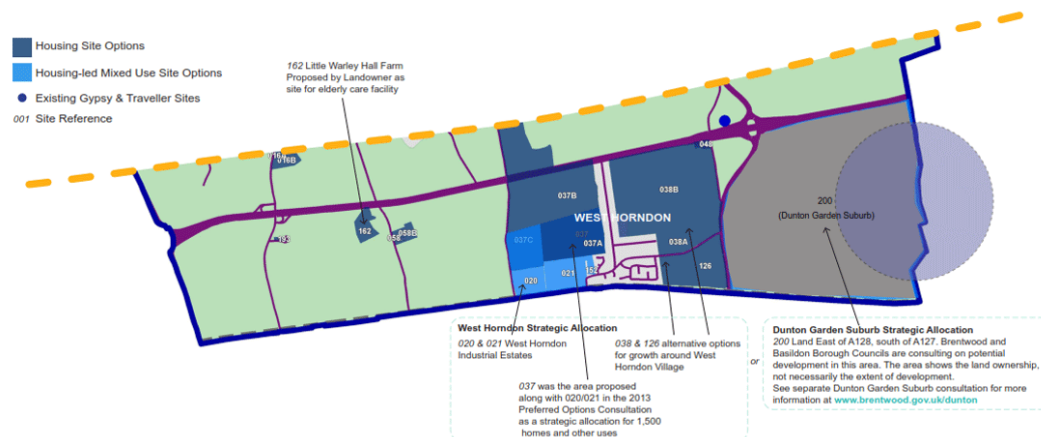 Housing Site Options
Housing-led Mixed Use Site Options
Existing Gypsy & Traveller Sites
001 Site Reference
162 Little Warley Hall Farm
Proposed by Landowner as
site for elderly care facility
016B
048
037B
038B
200
(Dunton Garden Suburb)
WEST HORNDON
162
058B
158
037C
037
037A
038A
020
021
126
West Horndon Strategic Allocation
020 & 021 West Horndon
Industrial Estates
038 & 126 alternative options
for growth around West
Horndon Village
037 was the area proposed
along with 020/021 in the 2013
Preferred Options Consultation
as a strategic allocation for 1,500
homes and other uses
or
Dunton Garden Suburb Strategic Allocation
200 Land East of A128, south of A127. Brentwood and
Basildon Borough Councils are consulting on potential
development in this area. The area shows the land ownership,
not necessarily the extent of development.
See separate Dunton Garden Suburb consultation for more
information at www.brentwood.gov.uk/dunton